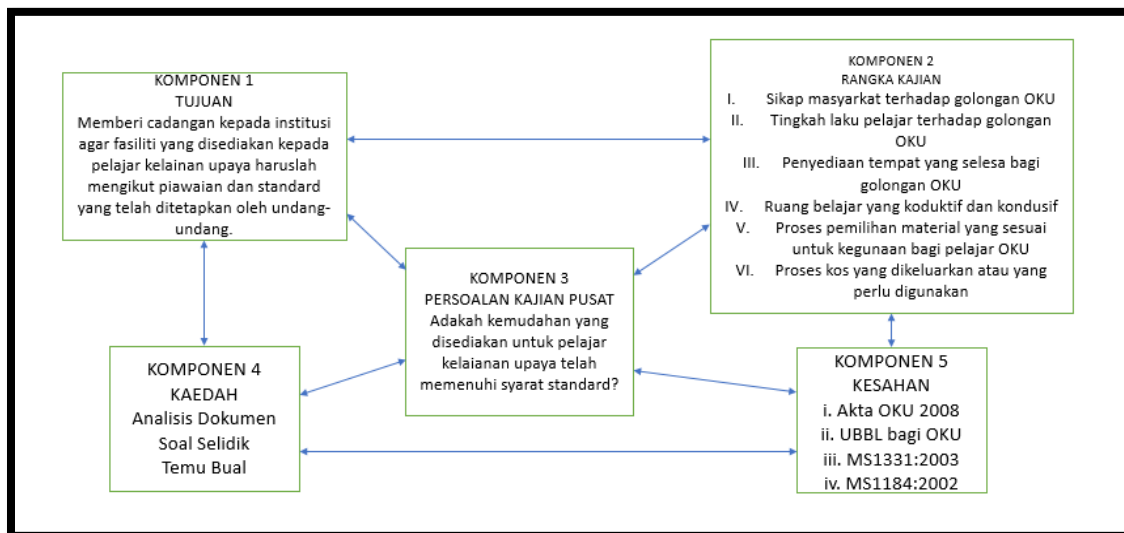 KOMPONEN 1
TUJUAN
Memberi cadangan kepada institusi
agar fasiliti yang disediakan kepada
pelajar kelainan upaya haruslah
mengikut piawaian dan standard
yang telah ditetapkan oleh undang-
undang.
KOMPONEN 2
RANGKA KAJIAN
I. Sikap masyarkat terhadap golongan OKU
II. Tingkah laku pelajar terhadap golongan
OKU
III. Penyediaan tempat yang selesa bagi
golongan OKU
IV. Ruang belajar yang koduktif dan kondusif
V. Proses pemilihan material yang sesuai
untuk kegunaan bagi pelajar OKU
VI. Proses kos yang dikeluarkan atau yang
perlu digunakan
KOMPONEN 3
PERSOALAN KAJIAN PUSAT
Adakah kemudahan yang
disediakan untuk pelajar
kelaianan upaya telah
memenuhi syarat standard?
KOMPONEN 4
KAEDAH
Analisis Dokumen
Soal Selidik
Temu Bual
KOMPONEN 5
KESAHAN
i. Akta OKU 2008
ii. UBBL bagi OKU
iii. MS1331:2003
iv. MS1184:2002